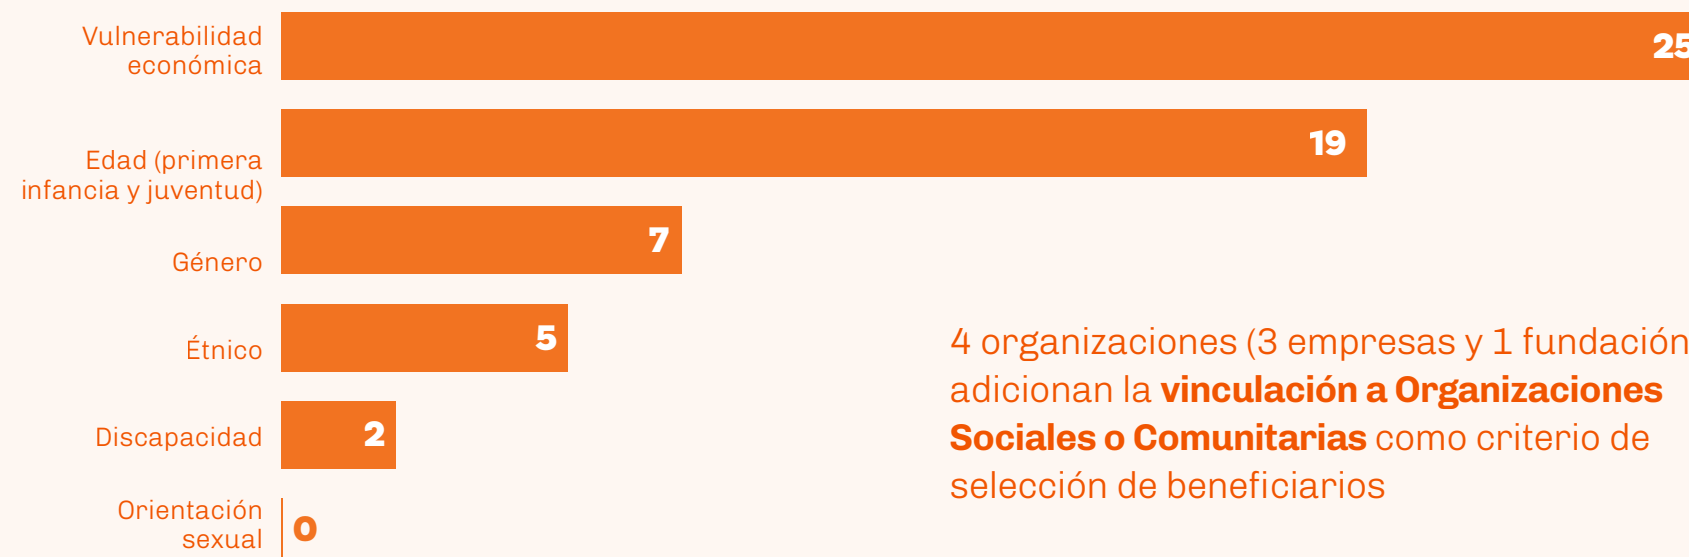 Vulnerabilidad
económica
25
Edad (primera
infancia y juventud)
19
Género
7
Étnico
5
Discapacidad
2
Orientación
sexual
0
4 organizaciones (3 empresas y 1 fundación
adicionan la vinculación a Organizaciones
Sociales o Comunitarias como criterio de
selección de beneficiarios